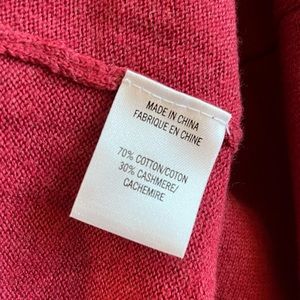 MADE IN CHINA
FABRIQUE EN CHINE
70% COTTON/COTON
30% CASHMERE/
CACHEMIRE